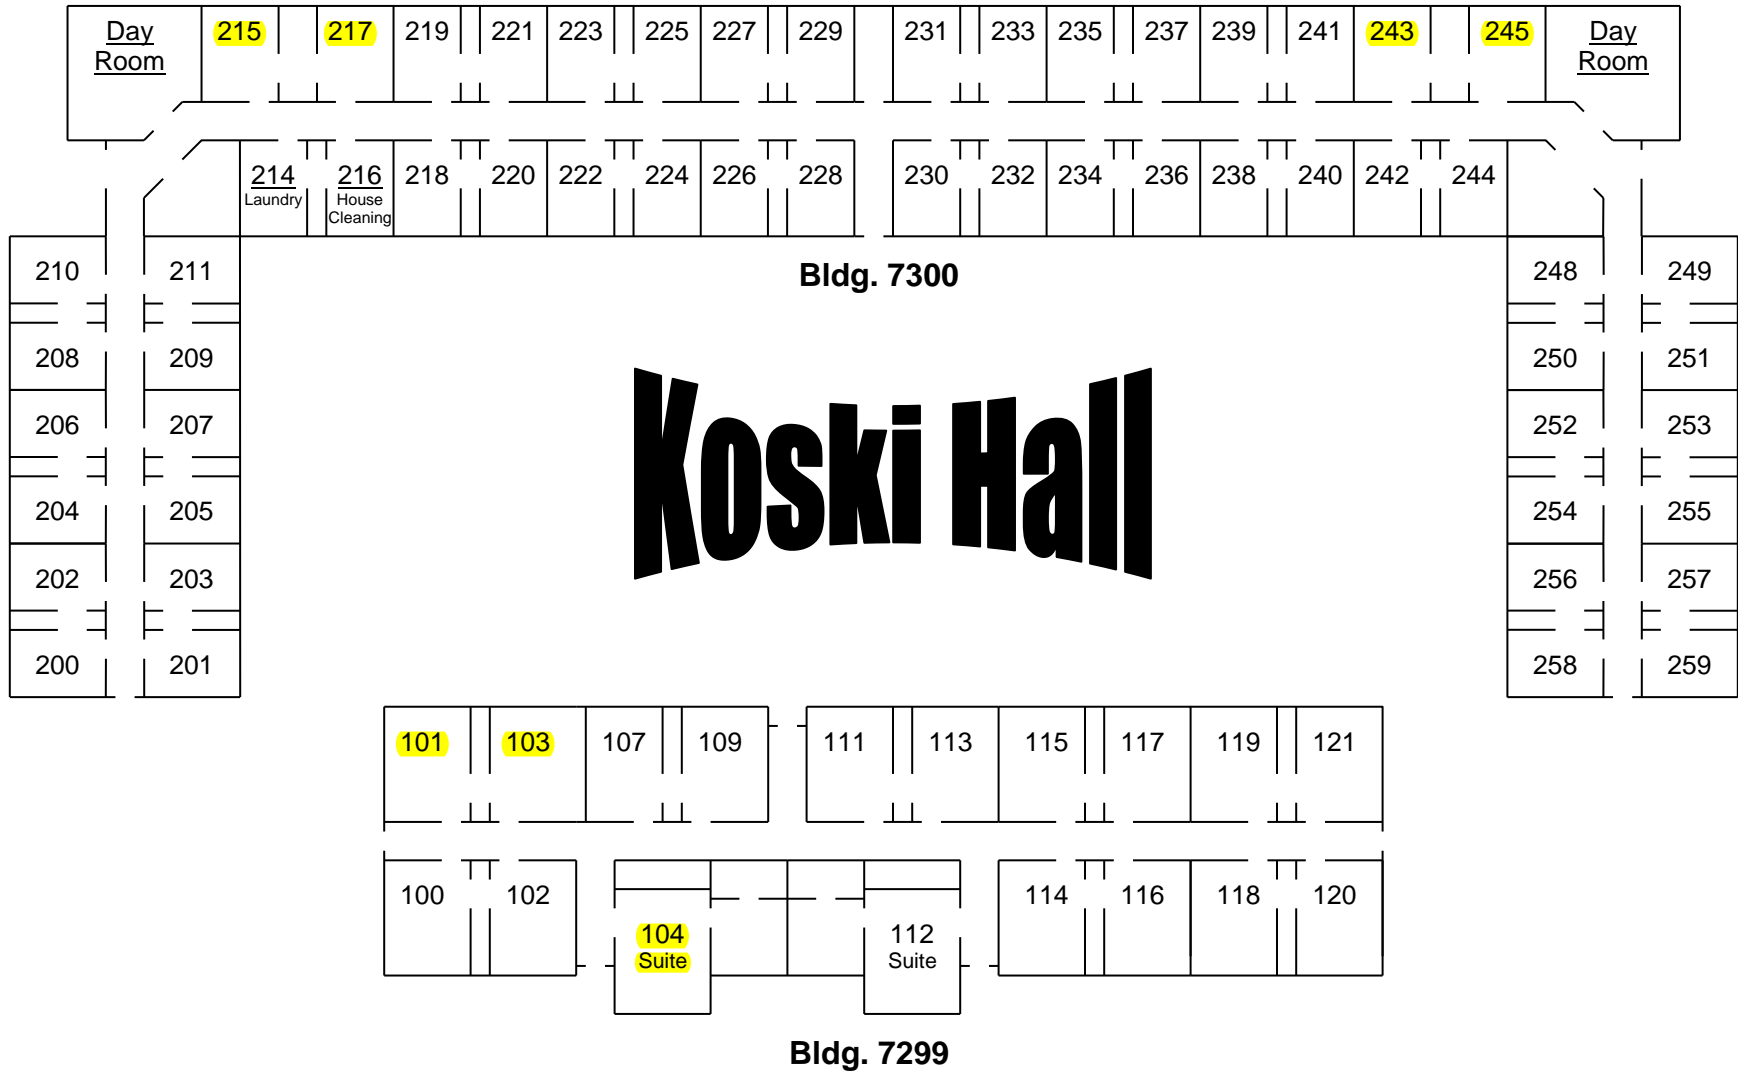 Day Room 215 217 219 221 223 225 227 229 231 233 235 237 239 241 243 245 Day Room
214 Laundry 216 House Cleaning 218 220 222 224 226 228 230 232 234 236 238 240 242 244
210 211 Bldg. 7300 248 249
208 209 250 251
206 207 252 253
Koski Hall
204 205 254 255
202 203 256 257
200 201 258 259
101 103 107 109 111 113 115 117 119 121
100 102 104 Suite 112 Suite 114 116 118 120
Bldg. 7299